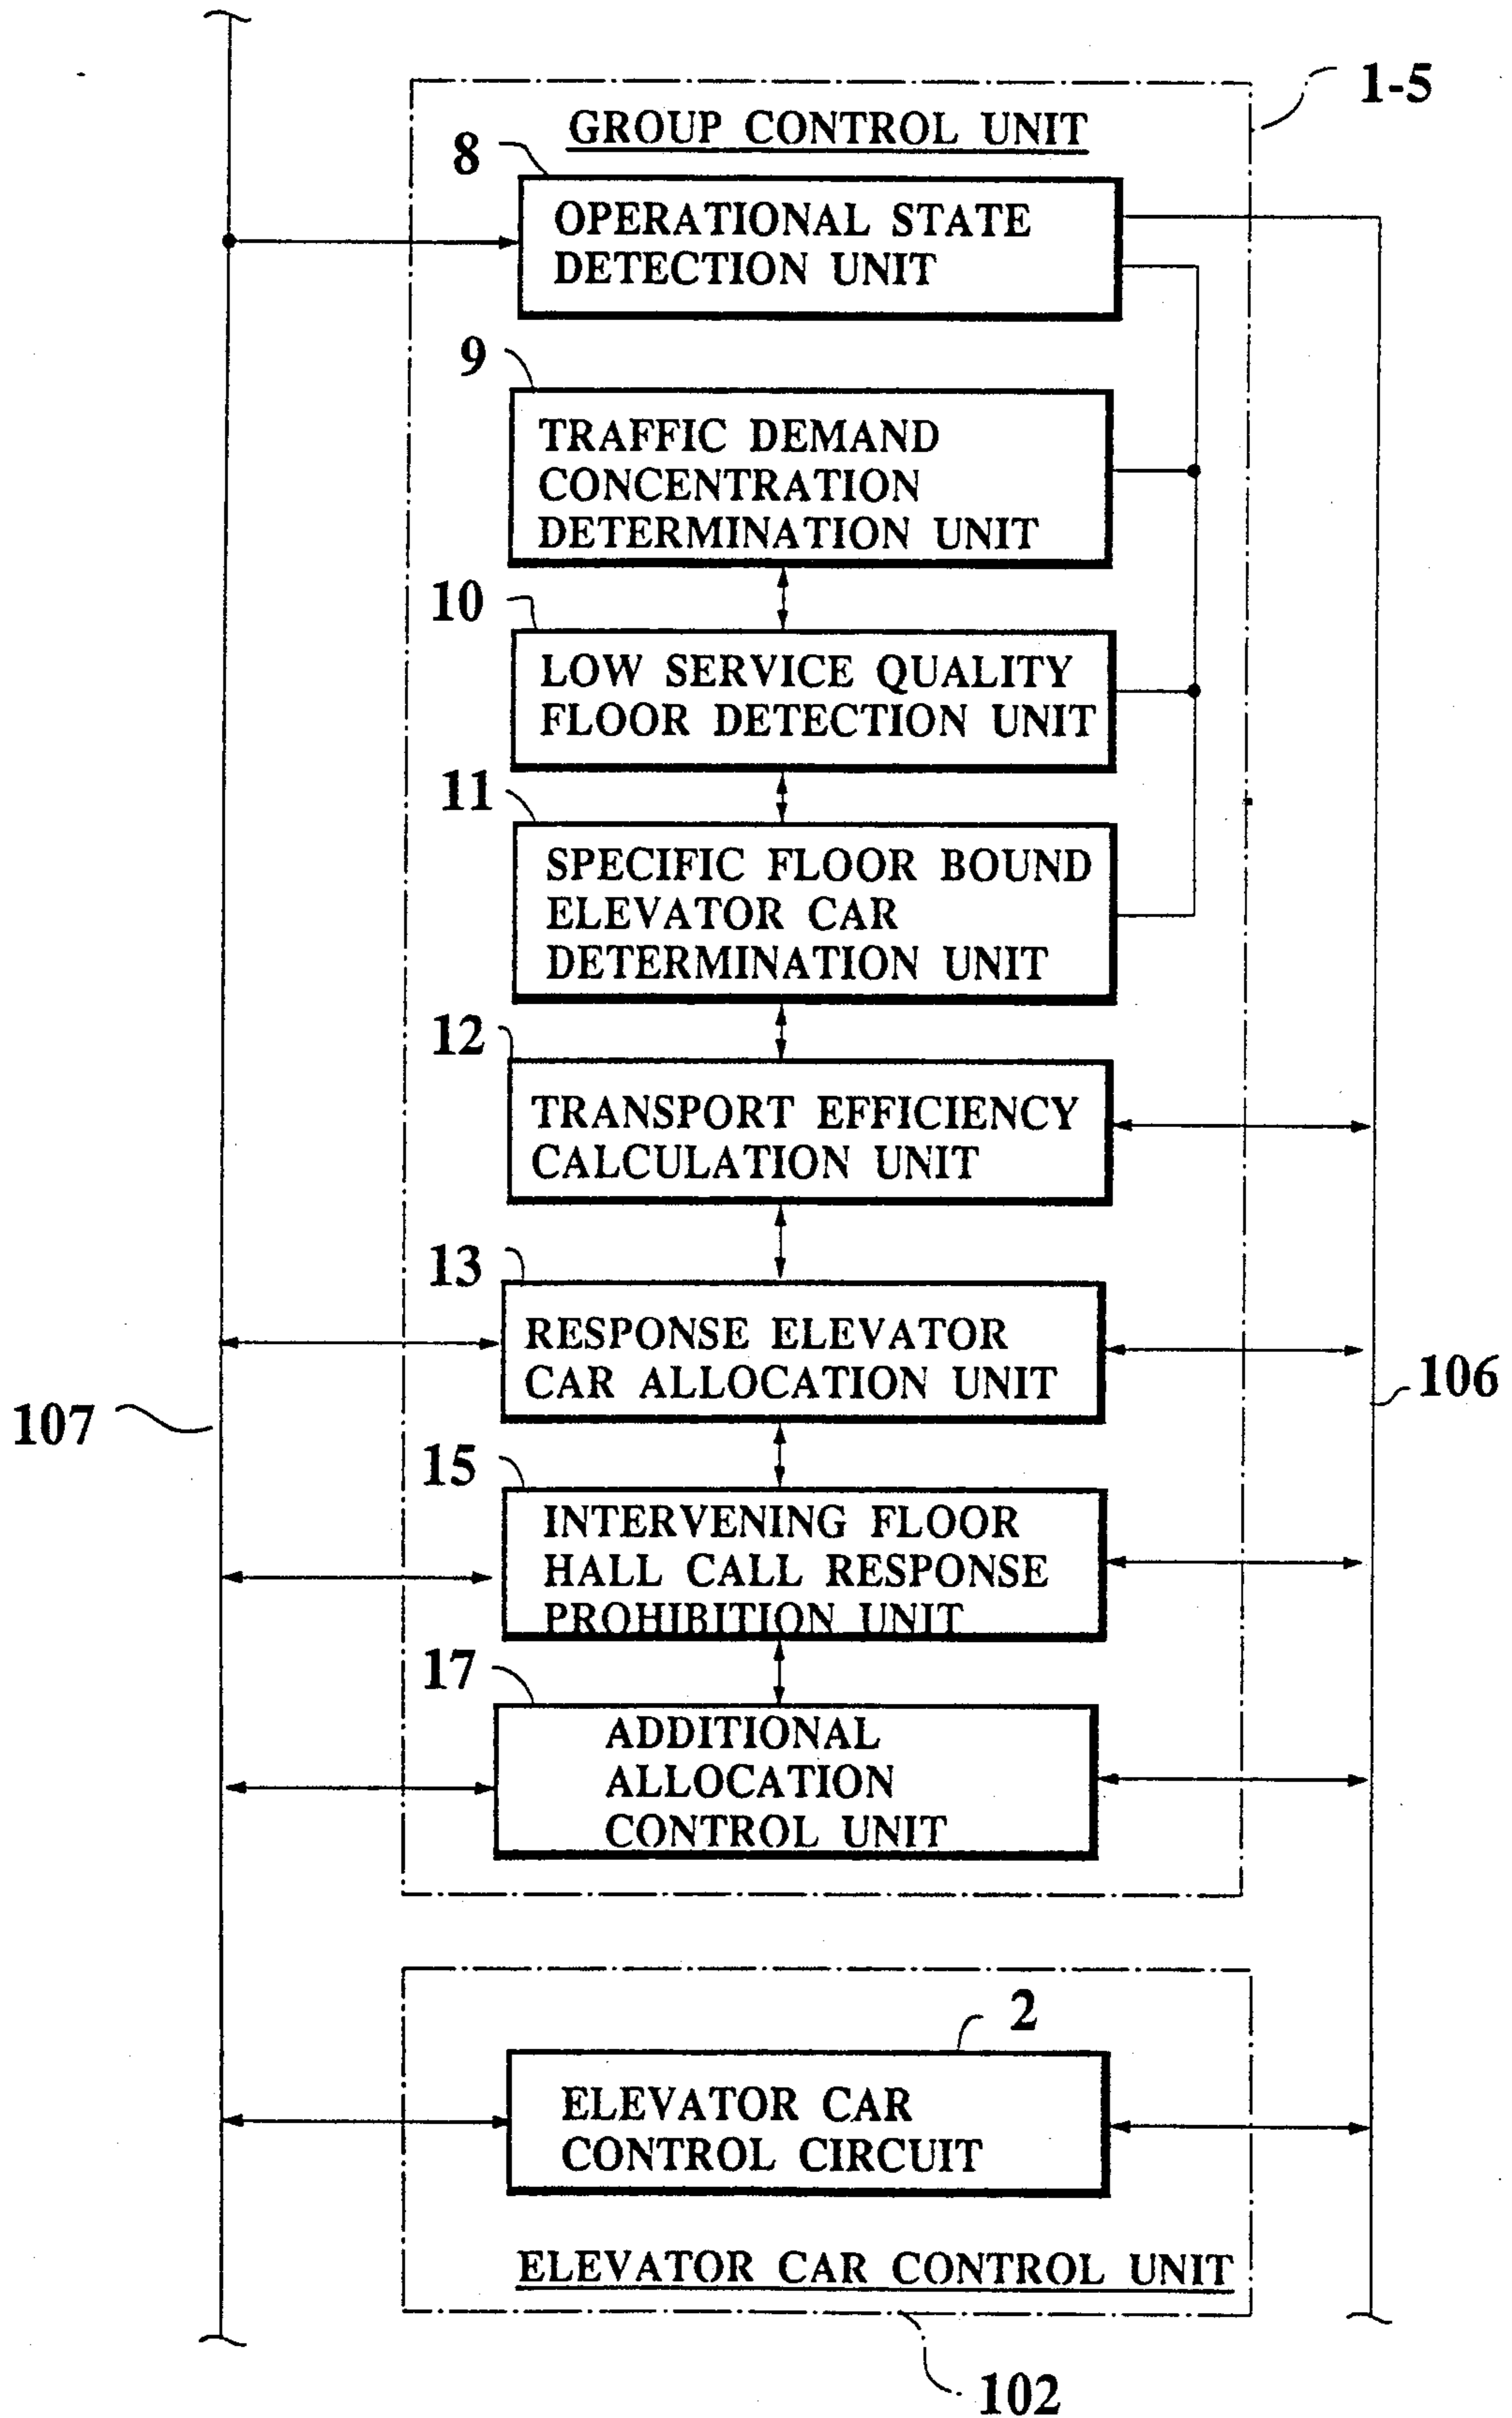 1-5
GROUP CONTROL UNIT
8
OPERATIONAL STATE
DETECTION UNIT
9
TRAFFIC DEMAND
CONCENTRATION
DETERMINATION UNIT
10
LOW SERVICE QUALITY
FLOOR DETECTION UNIT
11
SPECIFIC FLOOR BOUND
ELEVATOR CAR
DETERMINATION UNIT
12
TRANSPORT EFFICIENCY
CALCULATION UNIT
13
RESPONSE ELEVATOR
CAR ALLOCATION UNIT
106
107
15
INTERVENING FLOOR
HALL CALL RESPONSE
PROHIBITION UNIT
17
ADDITIONAL
ALLOCATION
CONTROL UNIT
2
ELEVATOR CAR
CONTROL CIRCUIT
ELEVATOR CAR CONTROL UNIT
102